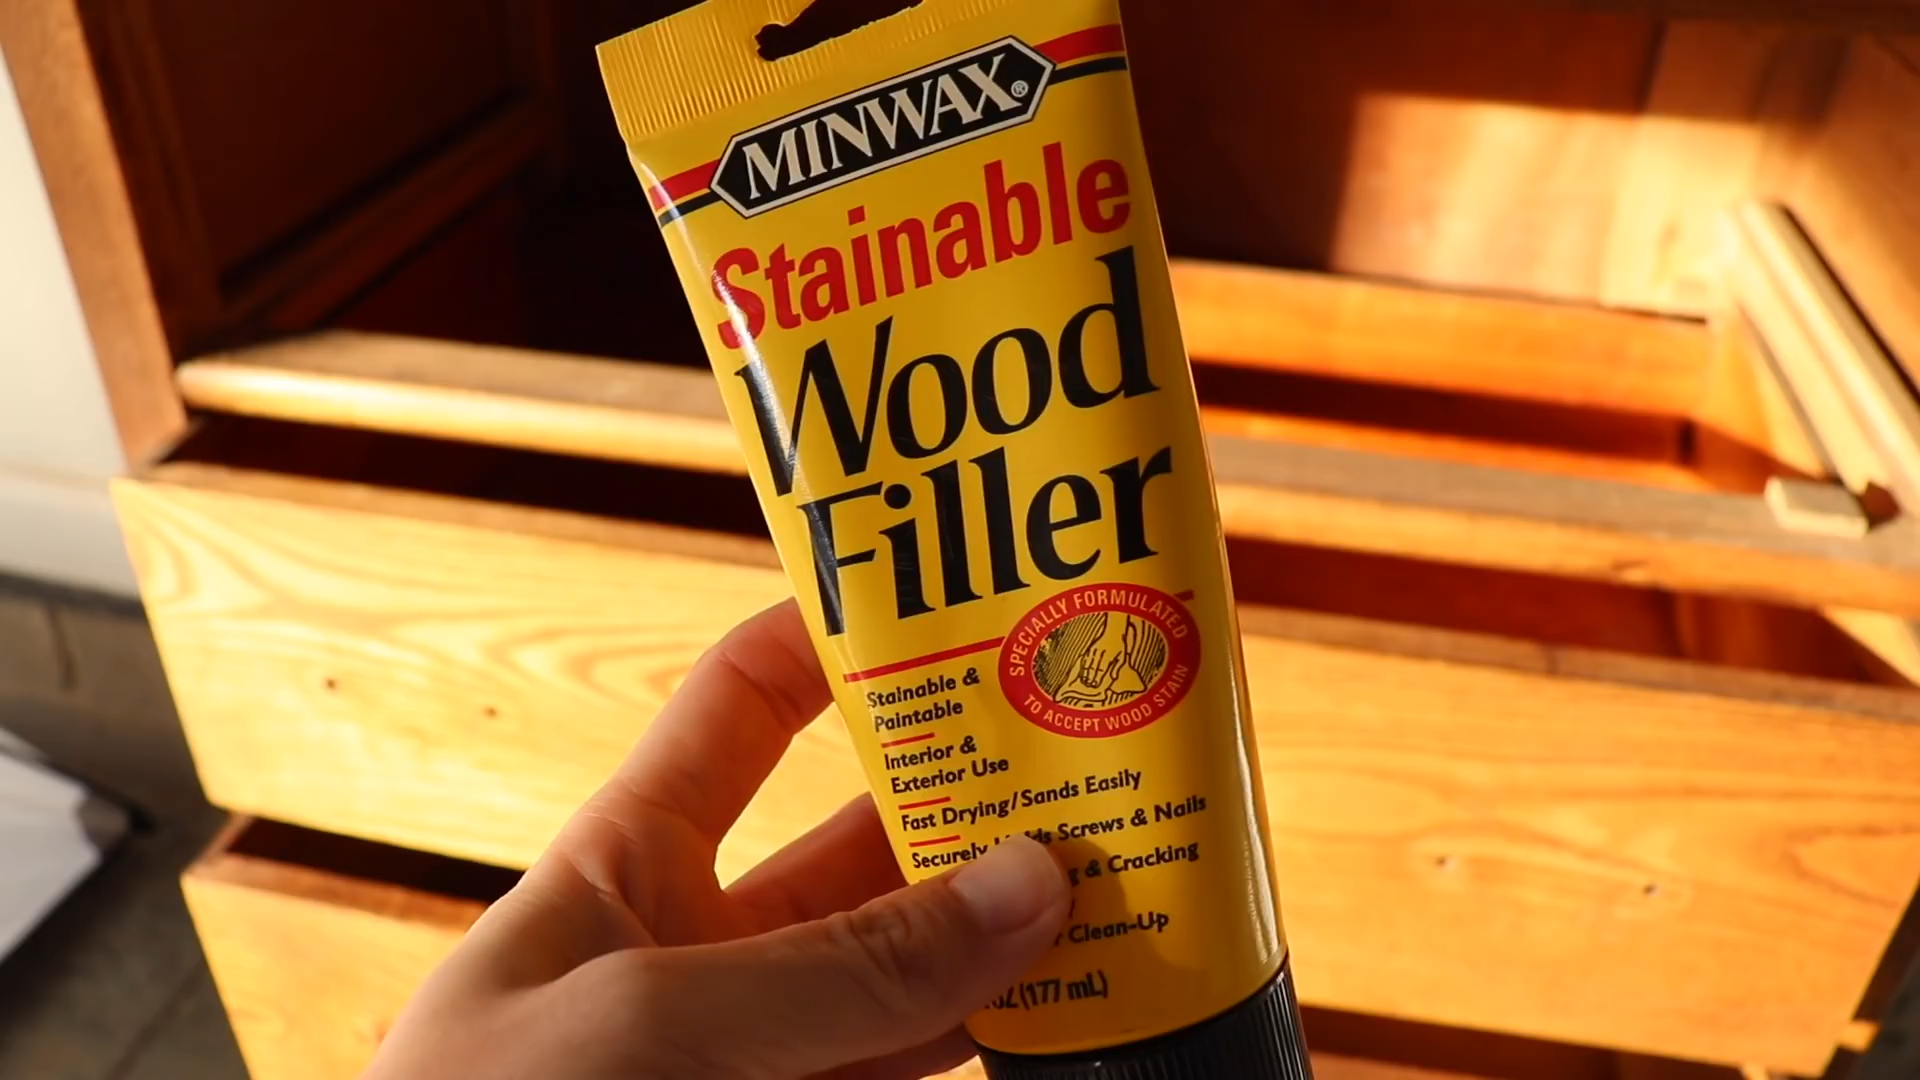 MINWAX®
Stainable
Wood
Filler
SPECIALLY FORMULATED
TO ACCEPT WOOD STAIN
Stainable &
Paintable
Interior &
Exterior Use
Fast Drying/Sands Easily
Securely Screws & Nails
& Cracking
Clean-Up
(177 mL)